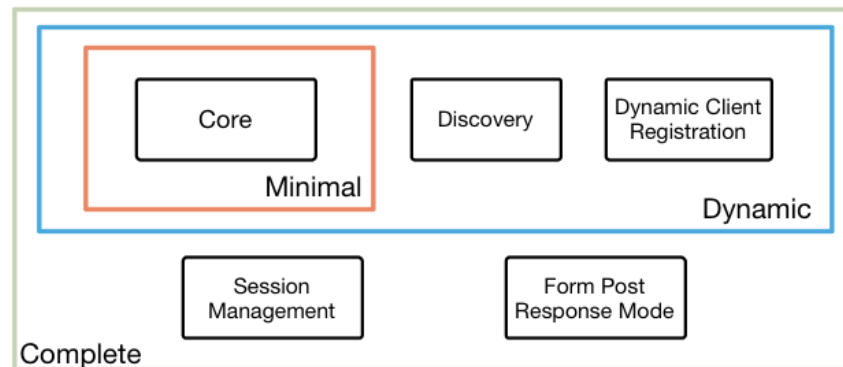 Core
Discovery
Dynamic Client
Registration
Minimal
Dynamic
Session
Management
Form Post
Response Mode
Complete